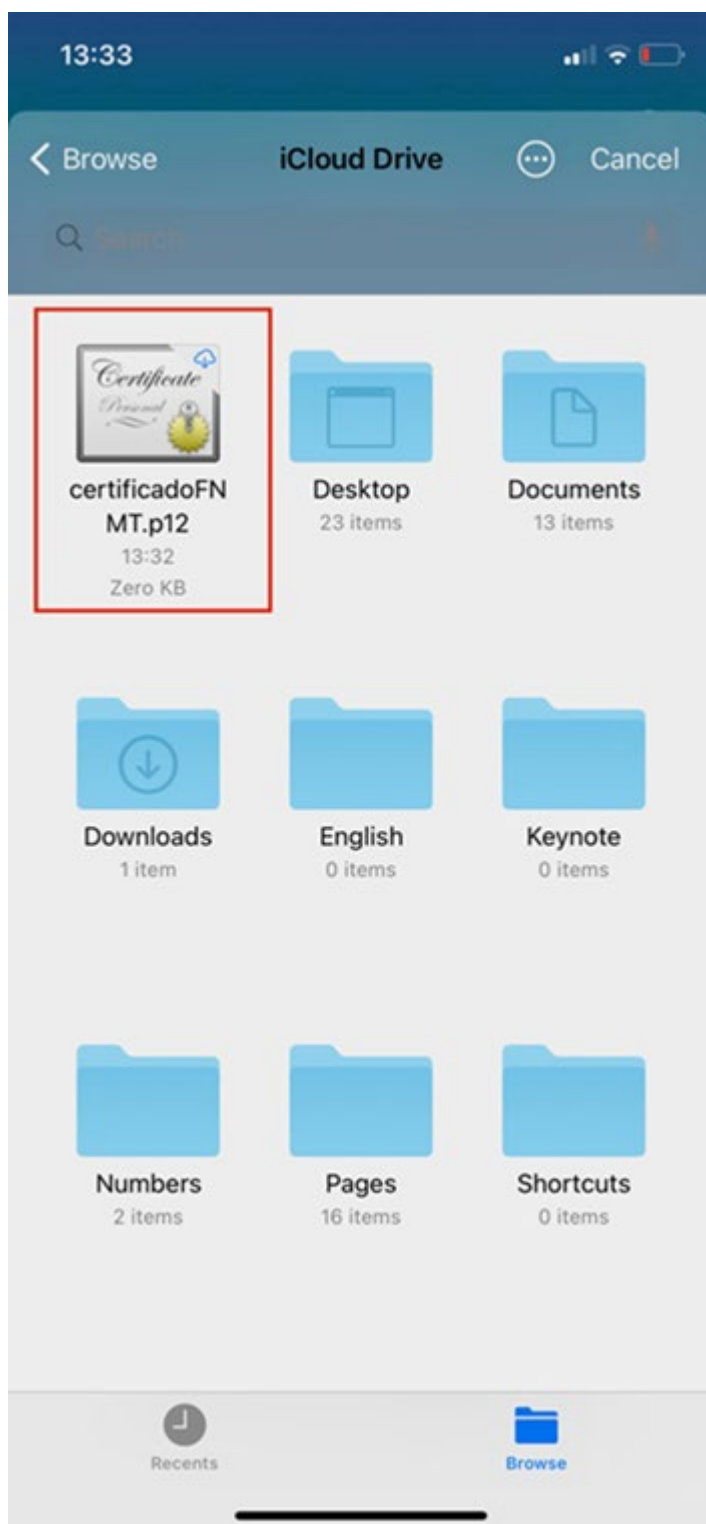 13:33
Browse iCloud Drive Cancel
Search
Certificate
Personal
certificadoFN
MT.p12
13:32
Zero KB
Desktop
23 items
Documents
13 items
Downloads
1 item
English
0 items
Keynote
0 items
Numbers
2 items
Pages
16 items
Shortcuts
0 items
Recents
Browse